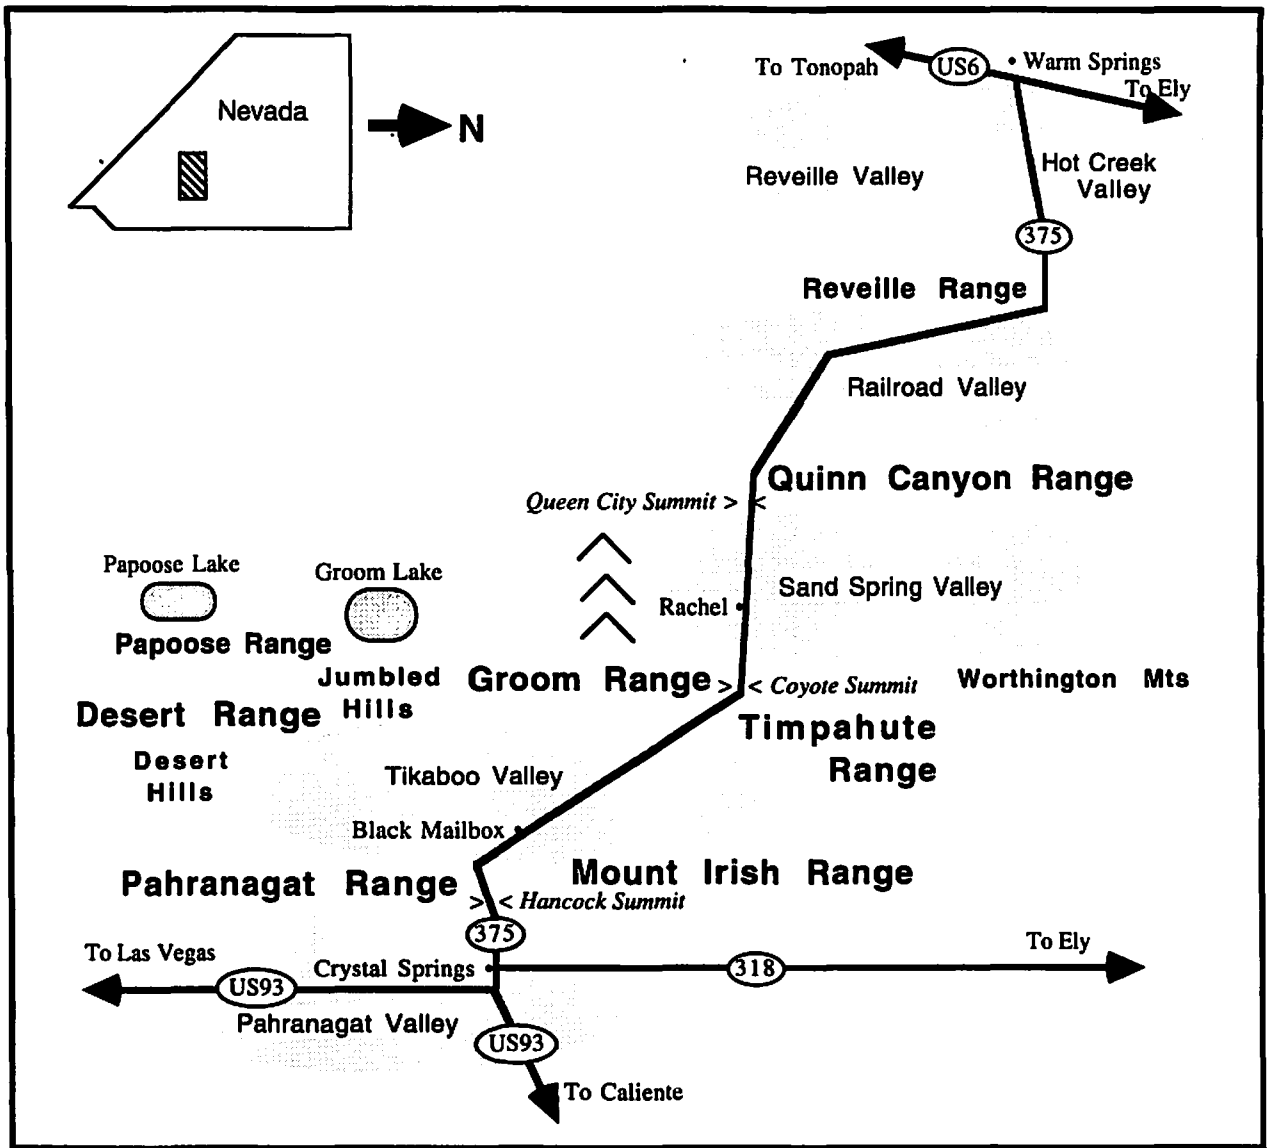 To Tonopah
US6
Warm Springs
To Ely
Nevada
N
Reveille Valley
Hot Creek
Valley
375
Reveille Range
Railroad Valley
Quinn Canyon Range
Queen City Summit > <
Papoose Lake
Groom Lake
Rachel
Sand Spring Valley
Papoose Range
Jumbled
Hills
Groom Range
> < Coyote Summit
Worthington Mts
Desert Range
Timpahute
Range
Desert
Hills
Tikaboo Valley
Black Mailbox
Pahranagat Range
Mount Irish Range
> < Hancock Summit
375
To Las Vegas
Crystal Springs
318
To Ely
US93
Pahranagat Valley
US93
To Caliente